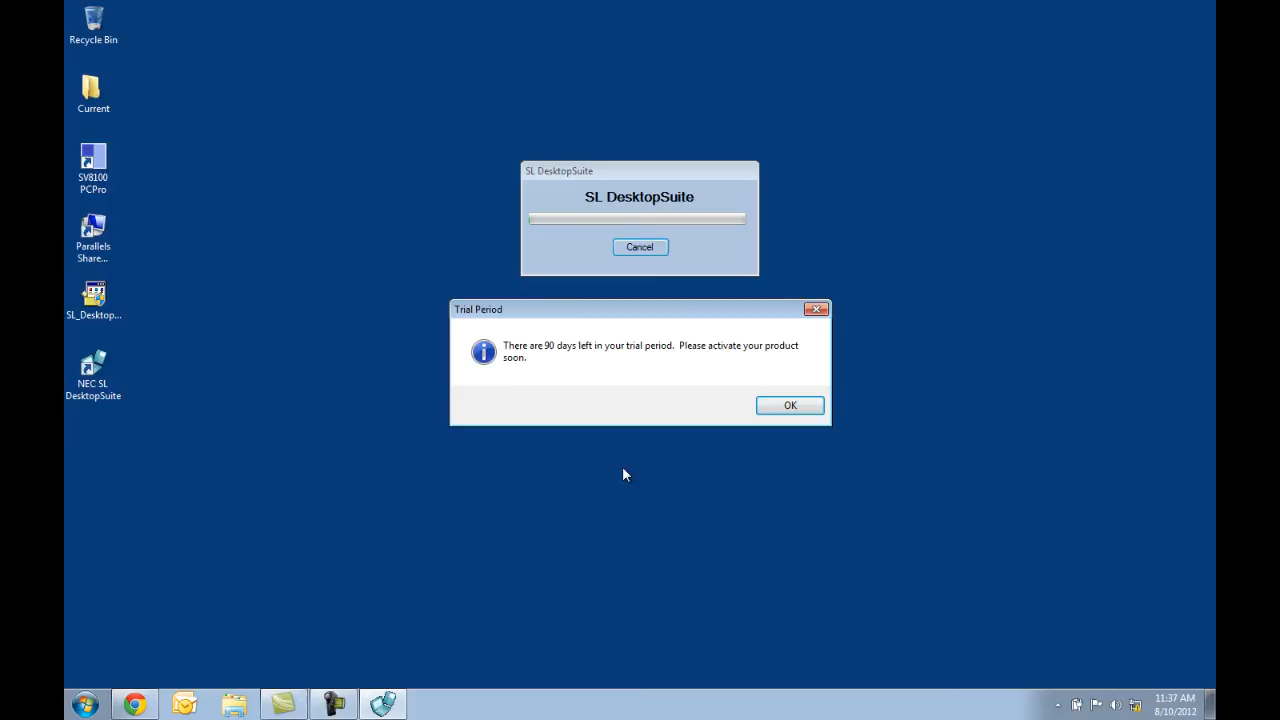 Recycle Bin
Current
SV8100
PCPro
Parallels
Share...
SL_Desktop...
NEC SL
DesktopSuite
SL DesktopSuite
SL DesktopSuite
Cancel
Trial Period
There are 90 days left in your trial period. Please activate your product
soon.
OK
11:37 AM
8/10/2012